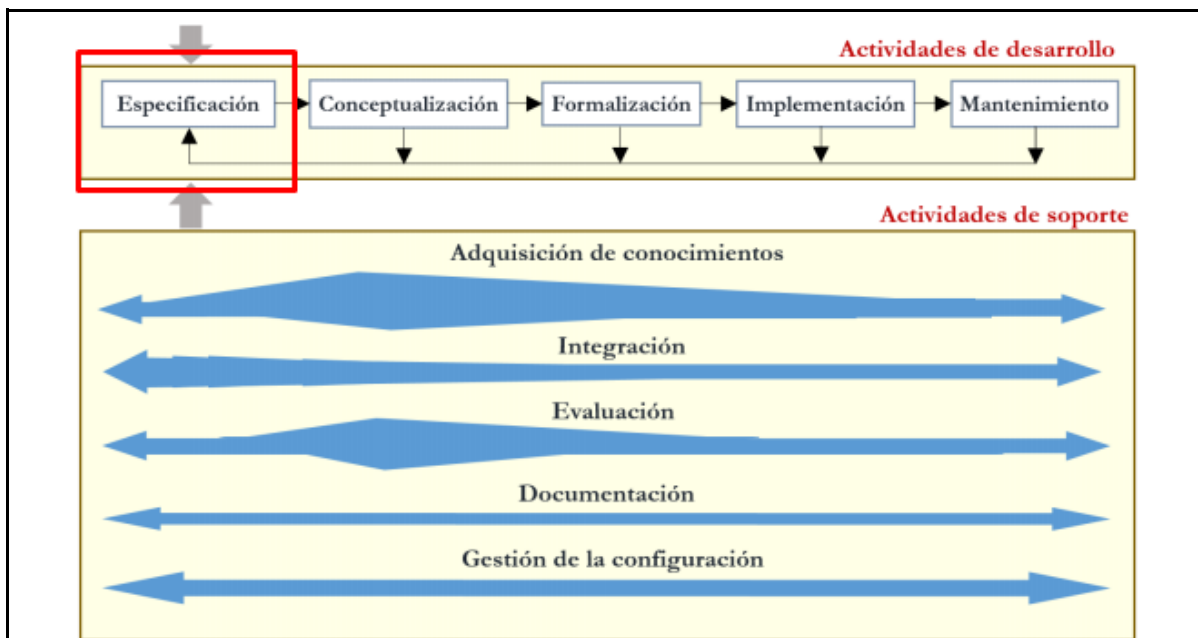 Actividades de desarrollo
Especificación
Conceptualización
Formalización
Implementación
Mantenimiento
Actividades de soporte
Adquisición de conocimientos
Integración
Evaluación
Documentación
Gestión de la configuración